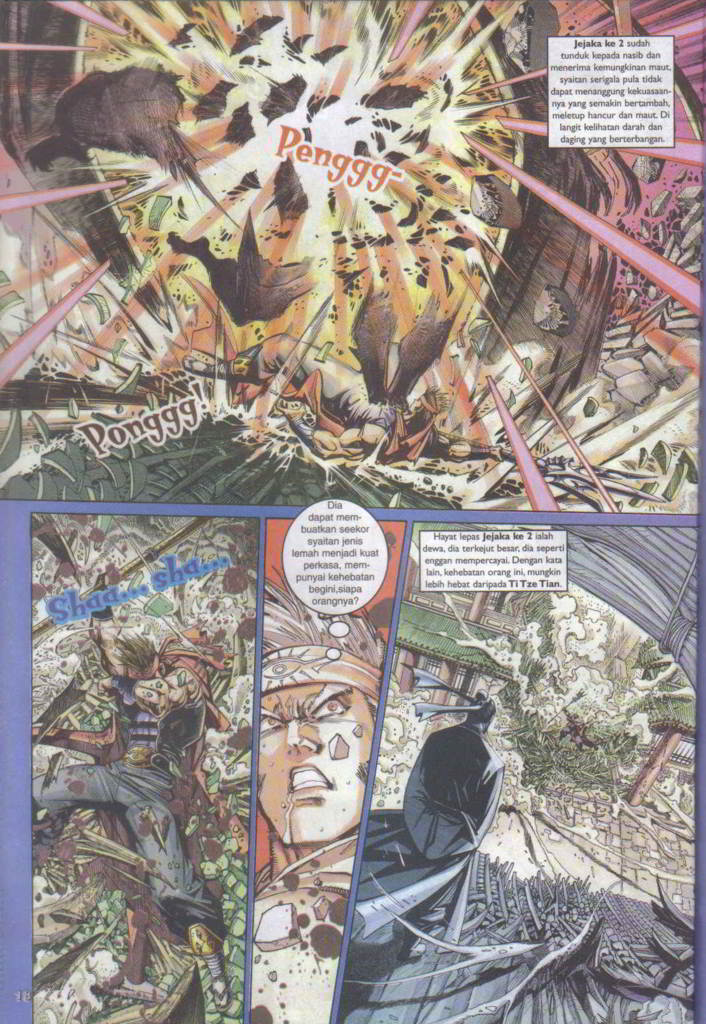 Jejaka ke 2 sudah
tunduk kepada nasib dan
menerima kemungkinan maut,
syaitan serigala pula tidak
dapat menanggung kekuasaan-
nya yang semakin bertambah,
meletup hancur dan maut. Di
langit kelihatan darah dan
daging yang berterbangan.
Penggg-
Ponggg!
Shaa... sha...
Dia
dapat mem-
buatkan seekor
syaitan jenis
lemah menjadi kuat
perkasa, mem-
punyai kehebatan
begini,siapa
orangnya?
Hayat lepas Jejaka ke 2 ialah
dewa, dia terkejut besar, dia seperti
enggan mempercayai. Dengan kata
lain, kehebatan orang ini, mungkin
lebih hebat daripada Ti Tze Tian.